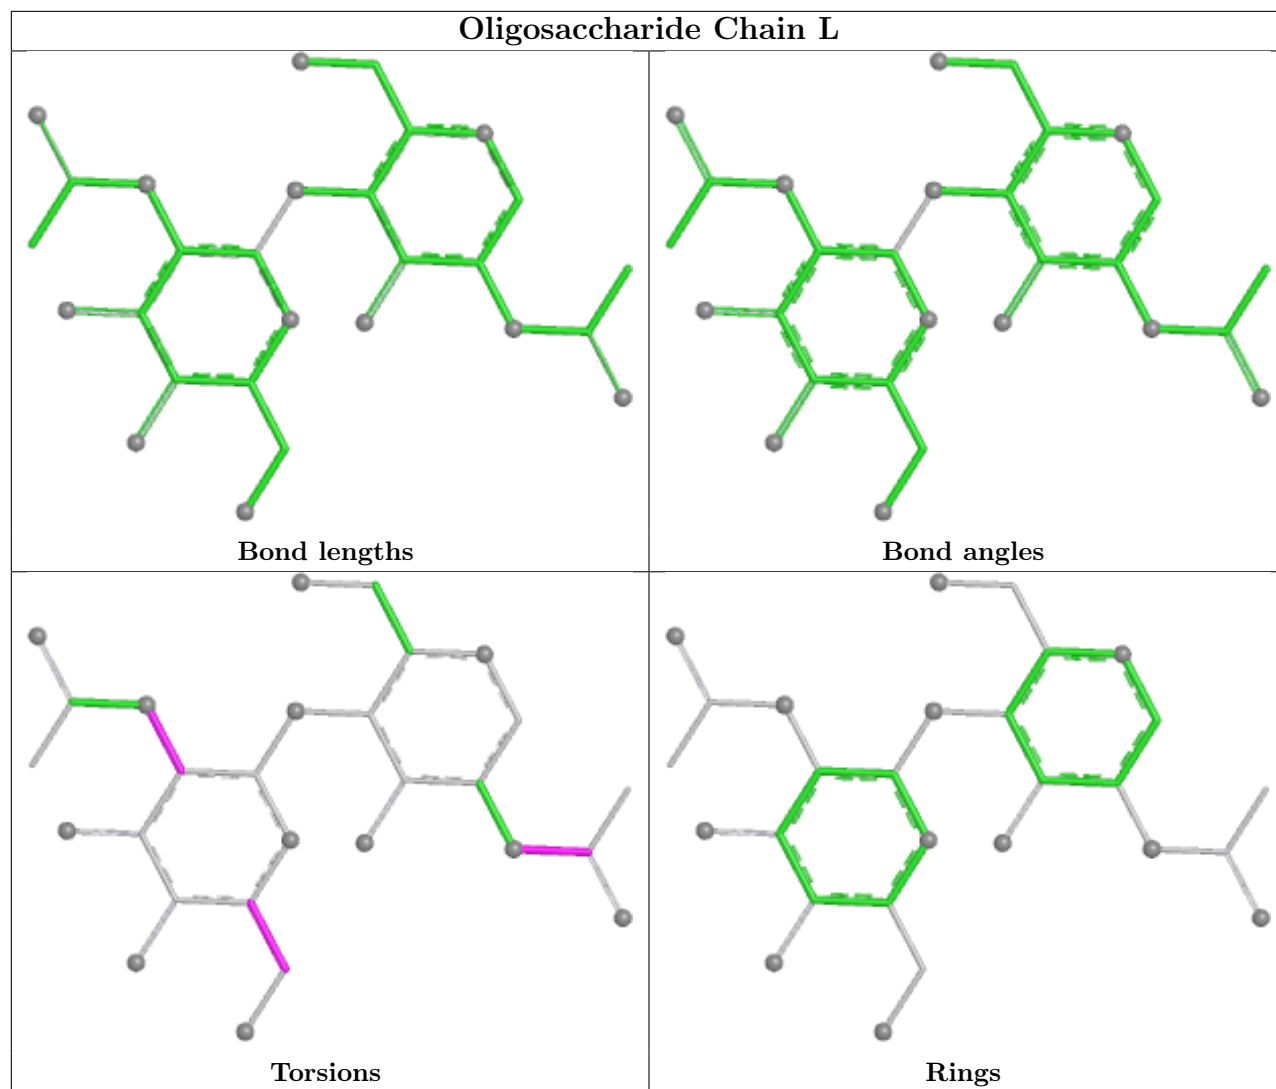 Oligosaccharide Chain L
Bond lengths
Bond angles
Torsions
Rings